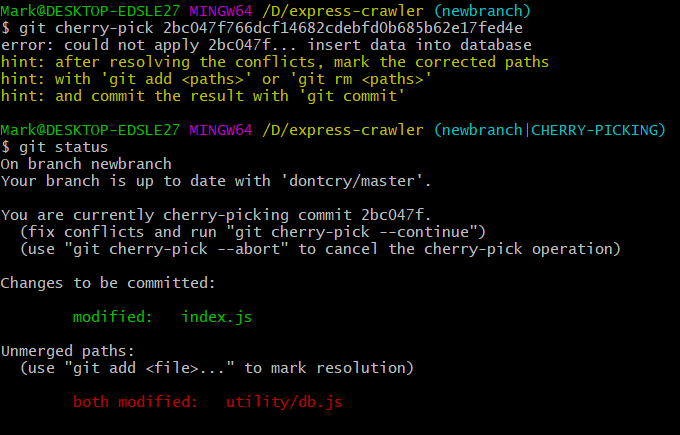 Mark@DESKTOP-EDSLE27 MINGW64 /D/express-crawler (newbranch)
$ git cherry-pick 2bc047f766dcf14682cdebfd0b685b62e17fed4e
error: could not apply 2bc047f... insert data into database
hint: after resolving the conflicts, mark the corrected paths
hint: with 'git add <paths>' or 'git rm <paths>'
hint: and commit the result with 'git commit'
Mark@DESKTOP-EDSLE27 MINGW64 /D/express-crawler (newbranch|CHERRY-PICKING)
$ git status
On branch newbranch
Your branch is up to date with 'dontcry/master'.
You are currently cherry-picking commit 2bc047f.
(fix conflicts and run "git cherry-pick --continue")
(use "git cherry-pick --abort" to cancel the cherry-pick operation)
Changes to be committed:
modified:   index.js
Unmerged paths:
(use "git add <file>..." to mark resolution)
both modified:   utility/db.js